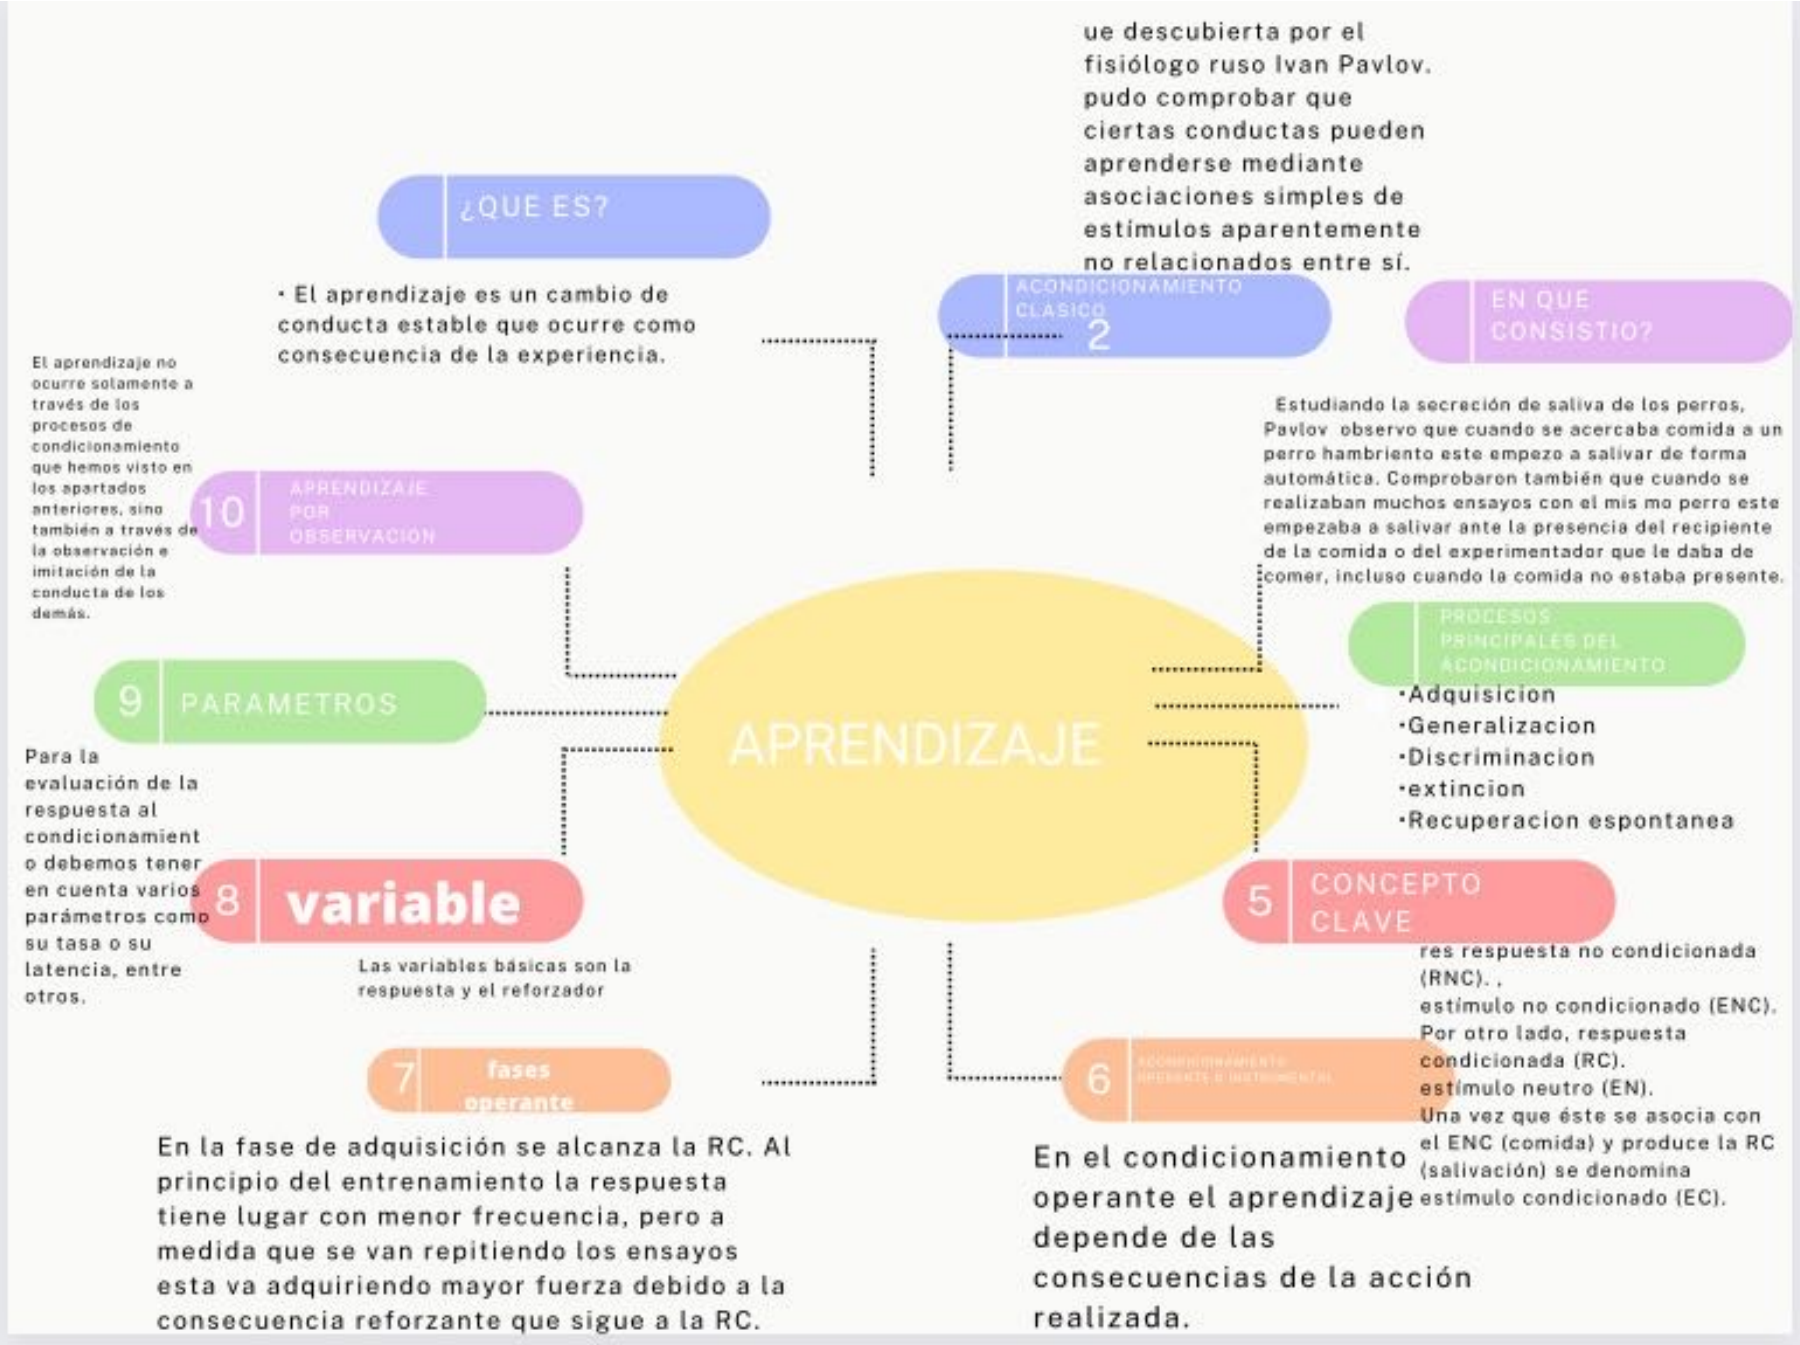 ¿QUE ES?
• El aprendizaje es un cambio de
conducta estable que ocurre como
consecuencia de la experiencia.
ue descubierta por el
fisiólogo ruso Ivan Pavlov.
pudo comprobar que
ciertas conductas pueden
aprenderse mediante
asociaciones simples de
estímulos aparentemente
no relacionados entre sí.
ACONDICIONAMIENTO
CLASICO
2
EN QUE
CONSISTIO?
Estudiando la secreción de saliva de los perros,
Pavlov observo que cuando se acercaba comida a un
perro hambriento este empezo a salivar de forma
automática. Comprobaron también que cuando se
realizaban muchos ensayos con el mis mo perro este
empezaba a salivar ante la presencia del recipiente
de la comida o del experimentador que le daba de
comer, incluso cuando la comida no estaba presente.
PROCESOS
PRINCIPALES DEL
ACONDICIONAMIENTO
•Adquisicion
•Generalizacion
•Discriminacion
•extincion
•Recuperacion espontanea
APRENDIZAJE
5
CONCEPTO
CLAVE
res respuesta no condicionada
(RNC). ,
estímulo no condicionado (ENC).
Por otro lado, respuesta
condicionada (RC).
estímulo neutro (EN).
Una vez que éste se asocia con
el ENC (comida) y produce la RC
(salivación) se denomina
estímulo condicionado (EC).
6
ACONDICIONAMIENTO
OPERANTE O INSTRUMENTAL
En el condicionamiento
operante el aprendizaje
depende de las
consecuencias de la acción
realizada.
7
fases
operante
En la fase de adquisición se alcanza la RC. Al
principio del entrenamiento la respuesta
tiene lugar con menor frecuencia, pero a
medida que se van repitiendo los ensayos
esta va adquiriendo mayor fuerza debido a la
consecuencia reforzante que sigue a la RC.
8
variable
Las variables básicas son la
respuesta y el reforzador
9
PARAMETROS
Para la
evaluación de la
respuesta al
condicionamient
o debemos tener
en cuenta varios
parámetros como
su tasa o su
latencia, entre
otros.
10
APRENDIZAJE
POR
OBSERVACION
El aprendizaje no
ocurre solamente a
través de los
procesos de
condicionamiento
que hemos visto en
los apartados
anteriores, sino
también a través de
la observación e
imitación de la
conducta de los
demás.